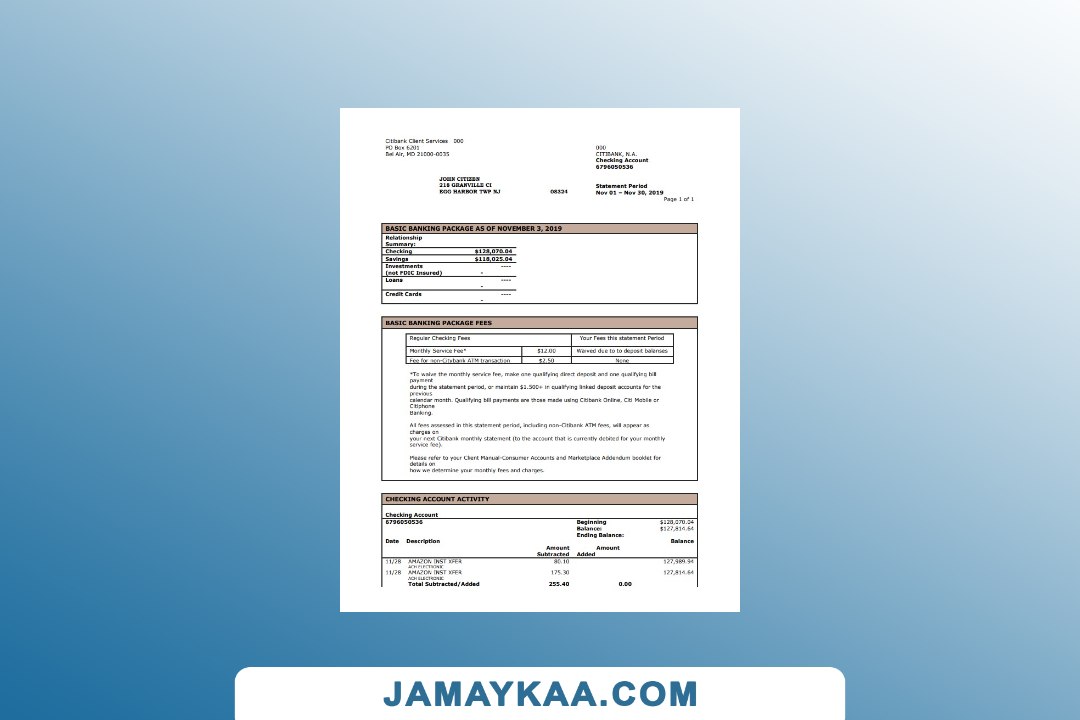 Citibank Client Services 000
PO Box 6201
Bel Air, MD 21000-0035
000
CITIBANK, N.A.
Checking Account
6796050536
JOHN CITIZEN
218 GRANVILLE CI
EGG HARBOR TWP NJ 08324
Statement Period
Nov 01 – Nov 30, 2019
Page 1 of 1
BASIC BANKING PACKAGE AS OF NOVEMBER 3, 2019
Relationship
Summary:
Checking $128,070.04
Savings $118,025.04
Investments ----
(not FDIC Insured) -
Loans ----
-
Credit Cards ----
-
BASIC BANKING PACKAGE FEES
Regular Checking Fees Your Fees this statement Period
Monthly Service Fee* $12.00 Waived due to to deposit balanses
Fee for non-Citybank ATM transaction $2.50 None
*To waive the monthly service fee, make one qualifying direct deposit and one qualifying bill
payment
during the statement period, or maintain $1.500+ in qualifying linked deposit accounts for the
previous
calendar month. Qualifying bill payments are those made using Citibank Online, Citi Mobile or
Citiphone
Banking.
All fees assessed in this statement period, including non-Citibank ATM fees, will appear as
charges on
your next Citibank monthly statement (to the account that is currently debited for your monthly
service fee).
Please refer to your Client Manual-Consumer Accounts and Marketplace Addendum booklet for
details on
how we determine your monthly fees and charges.
CHECKING ACCOUNT ACTIVITY
Checking Account
6796050536 Beginning $128,070.04
Balance: $127,814.64
Ending Balance:
Date Description Balance
Amount Amount
Subtracted Added
11/28 AMAZON INST XFER 80.10 127,989.94
ACH ELECTRONIC
11/28 AMAZON INST XFER 175.30 127,814.64
ACH ELECTRONIC
Total Subtracted/Added 255.40 0.00
JAMAYKAA.COM